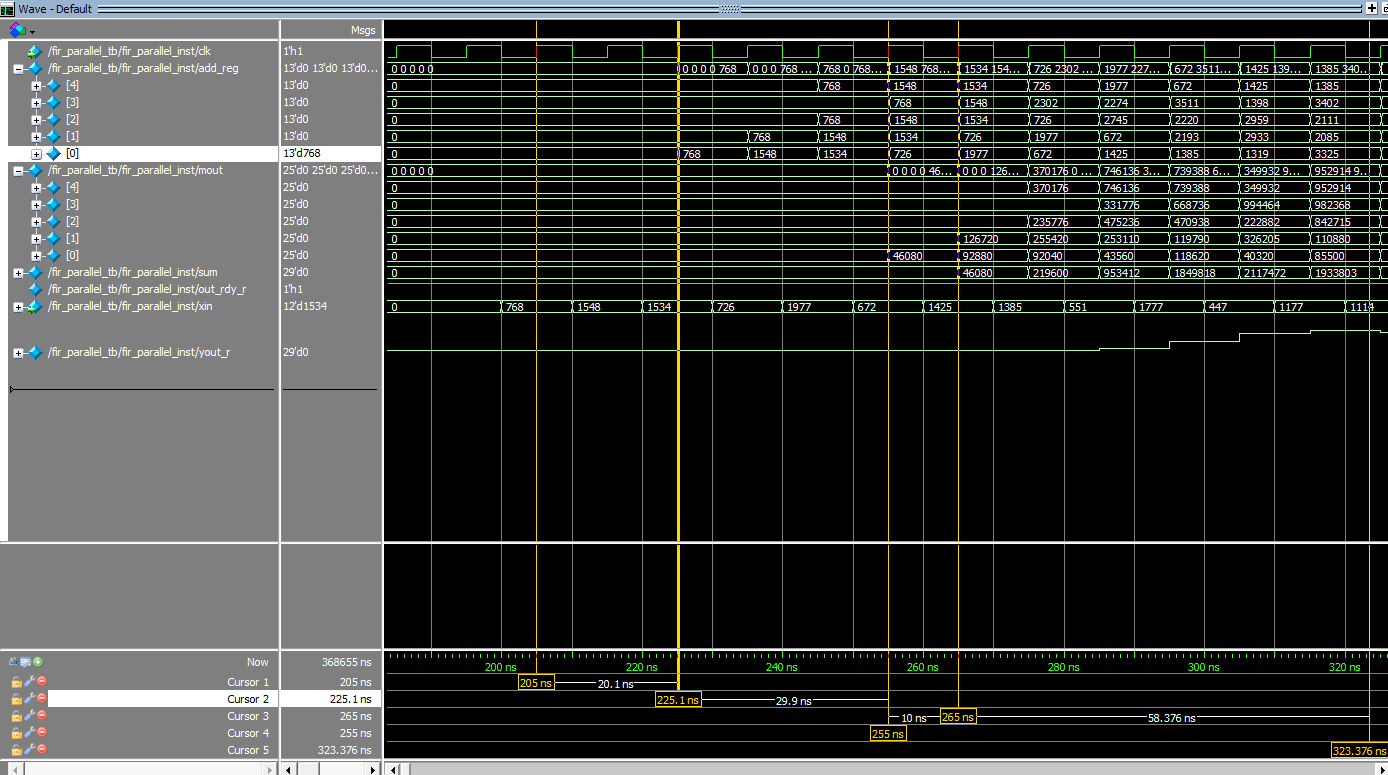 Wave - Default
Msgs
/fir_parallel_tb/fir_parallel_inst/clk 1'h1
/fir_parallel_tb/fir_parallel_inst/add_reg 13'd0 13'd0 13'd0... 0 0 0 0 0 0 0 0 0 768 0 0 0 768 ... 768 0 768... 1548 768... 1534 154... 726 2302 ... 1977 227... 672 3511... 1425 139... 1385 340...
[4] 13'd0 0 768 1548 1534 726 1977 672 1425 1385
[3] 13'd0 0 768 1548 2302 2274 3511 1398 3402
[2] 13'd0 0 768 1548 1534 726 2745 2220 2959 2111
[1] 13'd0 0 768 1548 1534 726 1977 672 2193 2933 2085
[0] 13'd768 0 768 1548 1534 726 1977 672 1425 1385 1319 3325
/fir_parallel_tb/fir_parallel_inst/mout 25'd0 25'd0 25'd0... 0 0 0 0 0 0 0 0 0 46... 0 0 0 126... 370176 0 ... 746136 3... 739388 6... 349932 9... 952914 9...
[4] 25'd0 0 370176 746136 739388 349932 952914
[3] 25'd0 0 331776 668736 994464 982368
[2] 25'd0 0 235776 475236 470938 222882 842715
[1] 25'd0 0 126720 255420 253110 119790 326205 110880
[0] 25'd0 0 46080 92880 92040 43560 118620 40320 85500
/fir_parallel_tb/fir_parallel_inst/sum 29'd0 0 46080 219600 953412 1849818 2117472 1933803
/fir_parallel_tb/fir_parallel_inst/out_rdy_r 1'h1
/fir_parallel_tb/fir_parallel_inst/xin 12'd1534 0 768 1548 1534 726 1977 672 1425 1385 551 1777 447 1177 1114
/fir_parallel_tb/fir_parallel_inst/yout_r 29'd0
Now 368655 ns 200 ns 220 ns 240 ns 260 ns 280 ns 300 ns 320 ns
Cursor 1 205 ns 205 ns 20.1 ns
Cursor 2 225.1 ns 225.1 ns 29.9 ns
Cursor 3 265 ns 10 ns 265 ns 58.376 ns
Cursor 4 255 ns 255 ns
Cursor 5 323.376 ns 323.376 ns